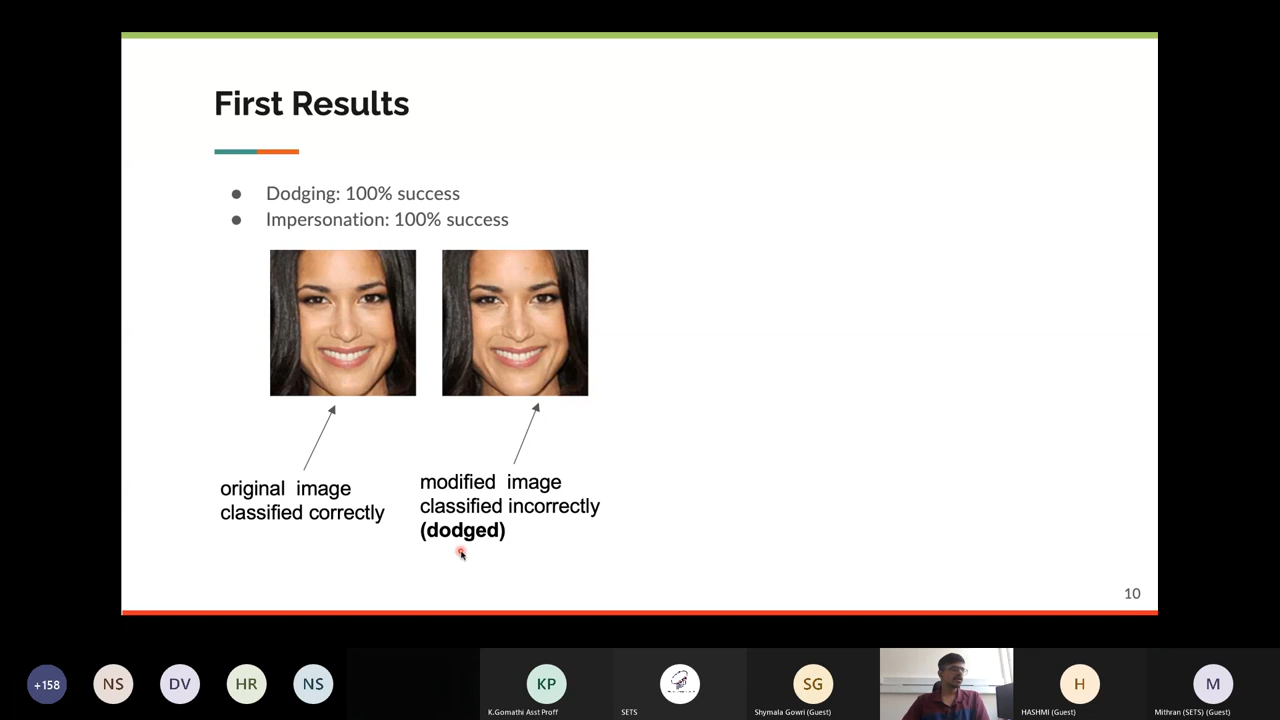 First Results
● Dodging: 100% success
● Impersonation: 100% success
original image
classified correctly
modified image
classified incorrectly
(dodged)
10
+158
NS
DV
HR
NS
KP
K.Gomathi Asst Proff
SETS
SG
Shymala Gowri (Guest)
H
HASHMI (Guest)
M
Mithran (SETS) (Guest)